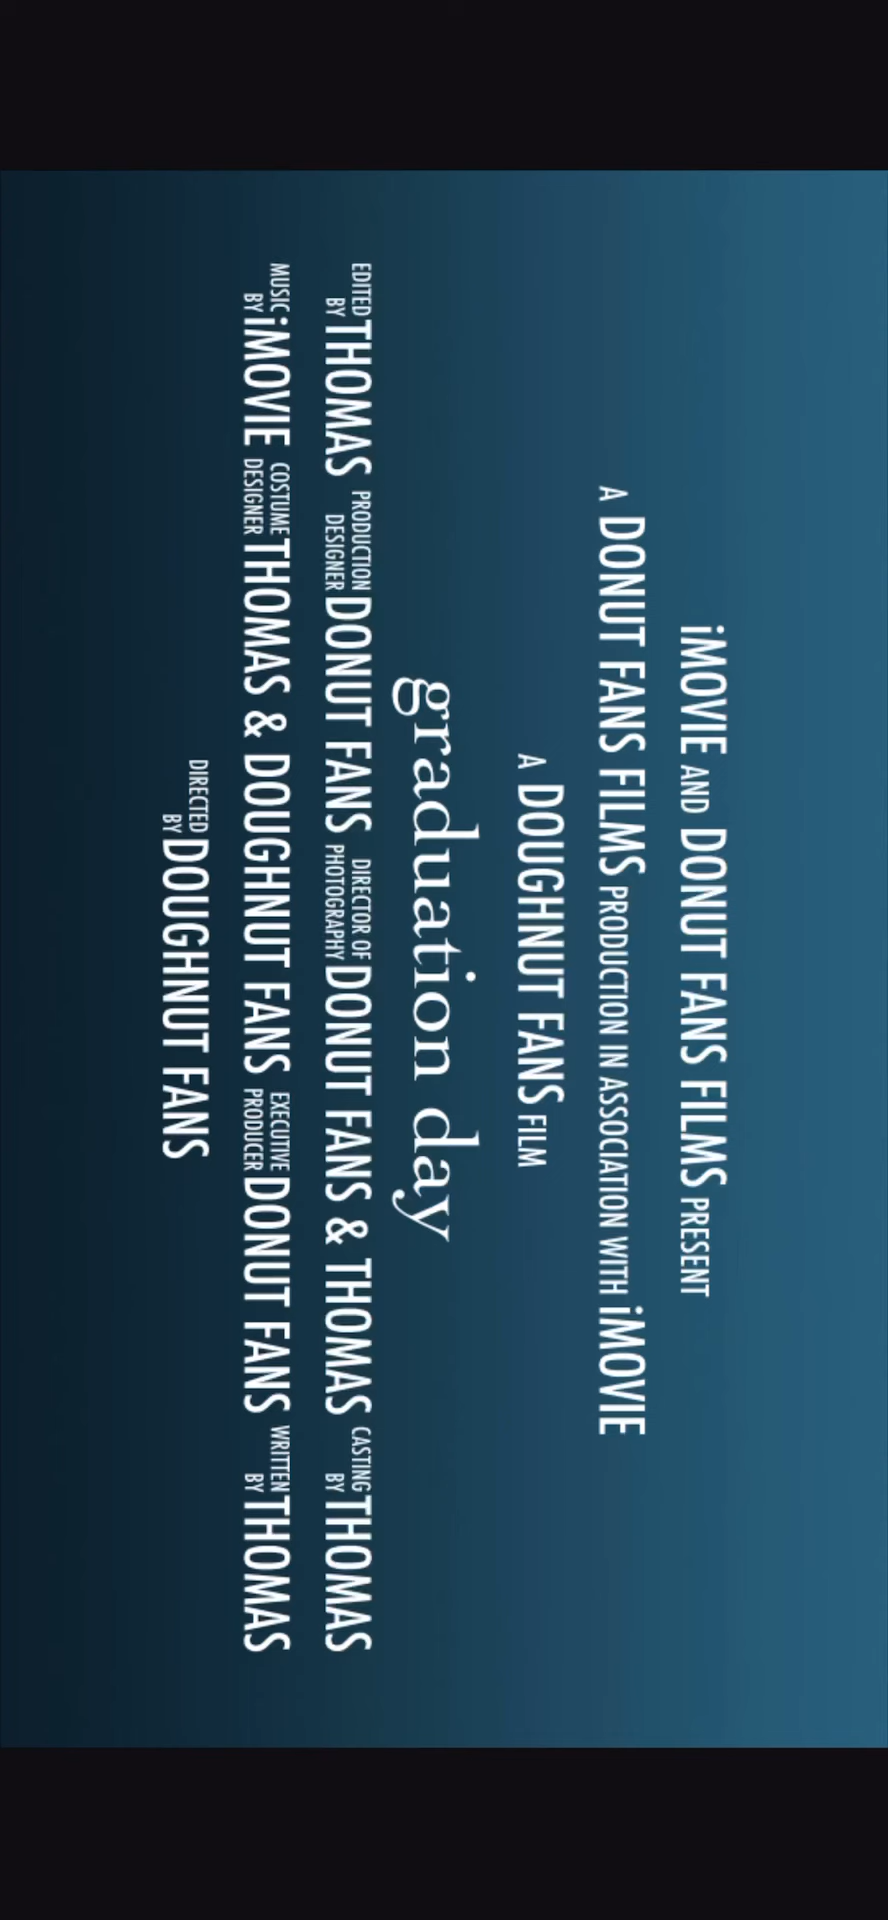 iMOVIE AND DONUT FANS FILMS PRESENT
A DONUT FANS FILMS PRODUCTION IN ASSOCIATION WITH iMOVIE
A DOUGHNUT FANS FILM
graduation day
EDITED BY THOMAS PRODUCTION DESIGNER DONUT FANS DIRECTOR OF PHOTOGRAPHY DONUT FANS & THOMAS CASTING BY THOMAS
MUSIC BY iMOVIE COSTUME DESIGNER THOMAS & DOUGHNUT FANS EXECUTIVE PRODUCER DONUT FANS WRITTEN BY THOMAS
DIRECTED BY DOUGHNUT FANS